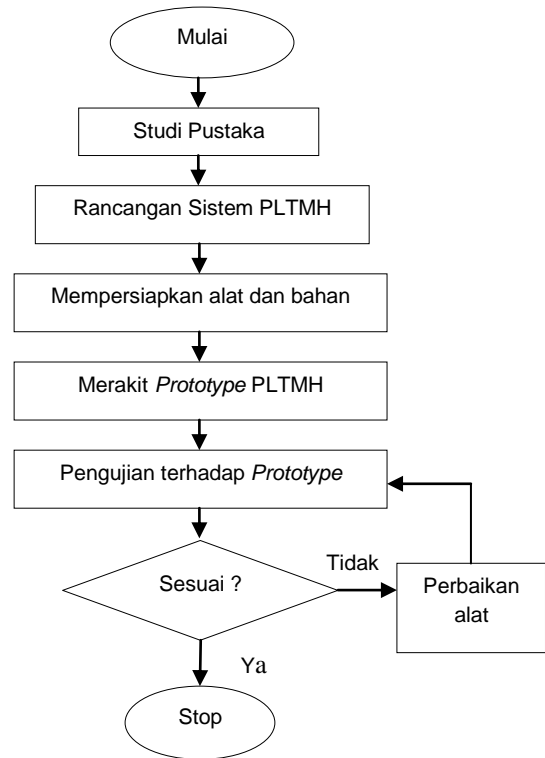 Mulai
Studi Pustaka
Rancangan Sistem PLTMH
Mempersiapkan alat dan bahan
Merakit Prototype PLTMH
Pengujian terhadap Prototype
Sesuai ?
Tidak
Perbaikan
alat
Ya
Stop